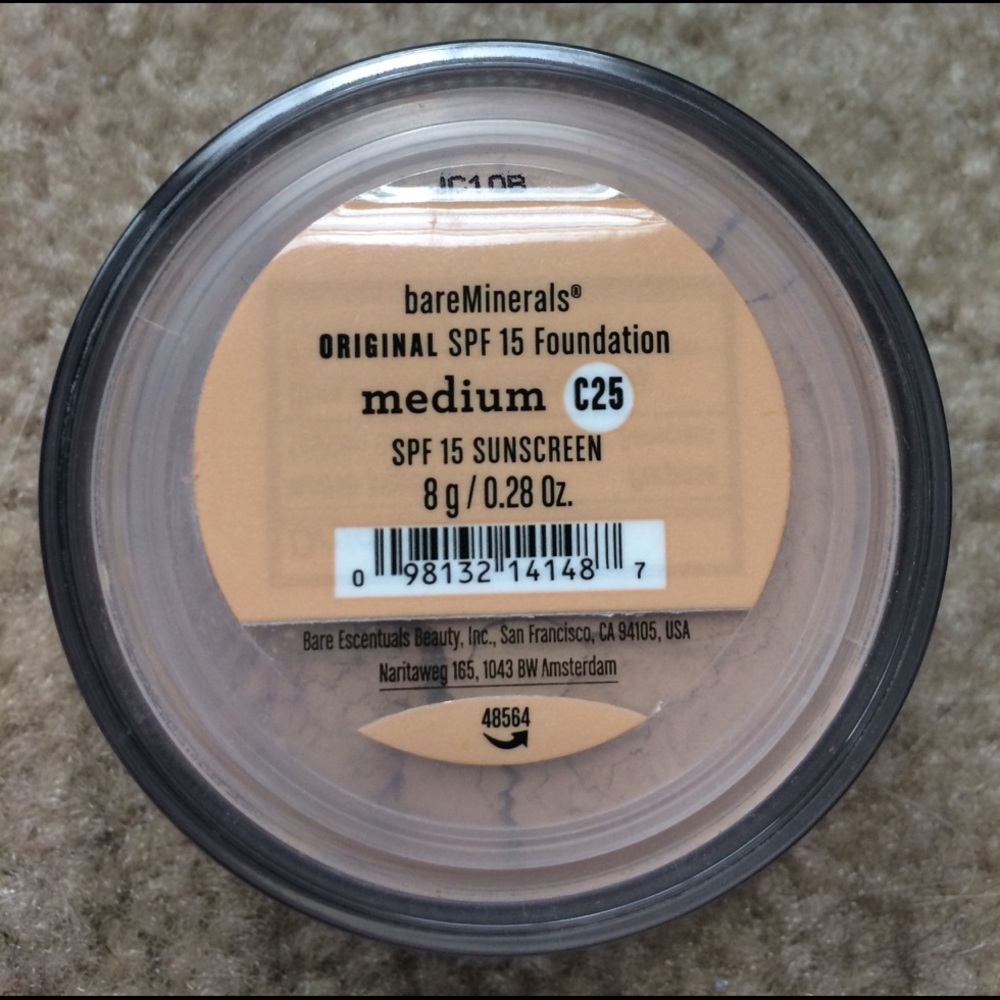 bareMinerals®
ORIGINAL SPF 15 Foundation
medium C25
SPF 15 SUNSCREEN
8 g / 0.28 Oz.
0 98132 14148 7
Bare Escentuals Beauty, Inc., San Francisco, CA 94105, USA
Naritaweg 165, 1043 BW Amsterdam
48564